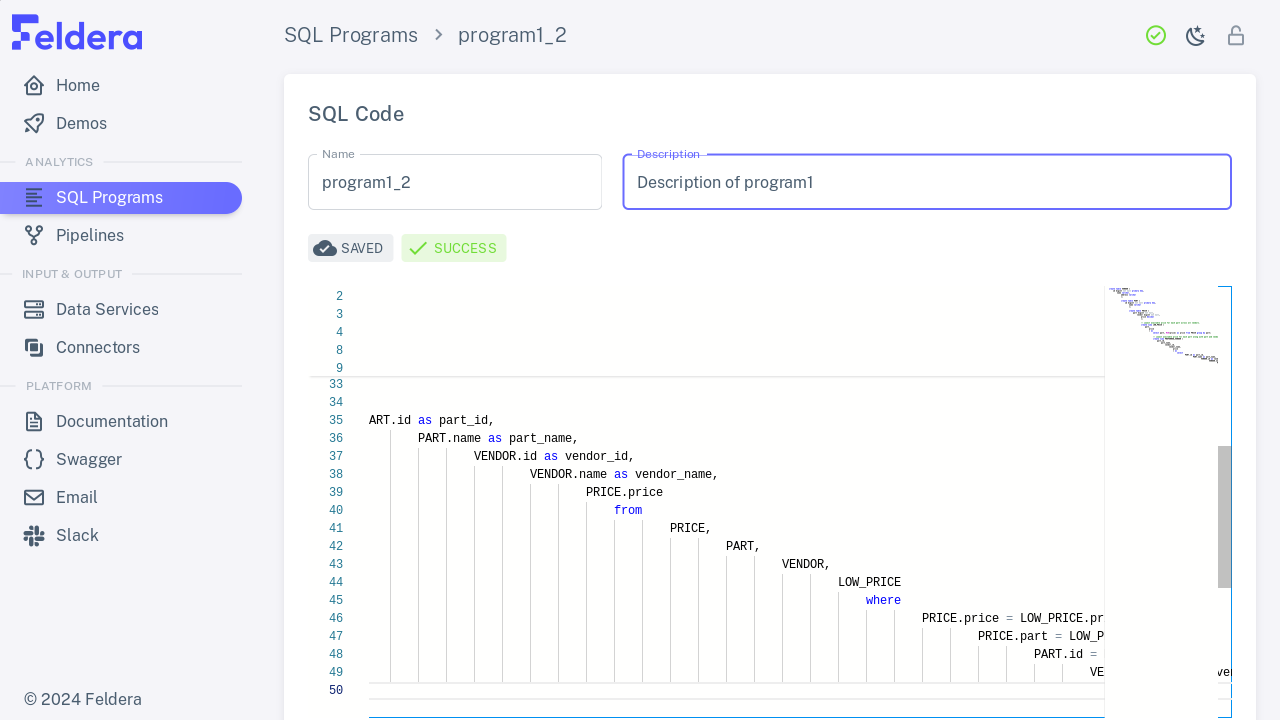 Feldera
SQL Programs > program1_2
Home
Demos
ANALYTICS
SQL Programs
Pipelines
INPUT & OUTPUT
Data Services
Connectors
PLATFORM
Documentation
Swagger
Email
Slack
© 2024 Feldera
SQL Code
Name
program1_2
Description
Description of program1
SAVED
SUCCESS
2
3
4
8
9
33
34
35 ART.id as part_id,
36 PART.name as part_name,
37 VENDOR.id as vendor_id,
38 VENDOR.name as vendor_name,
39 PRICE.price
40 from
41 PRICE,
42 PART,
43 VENDOR,
44 LOW_PRICE
45 where
46 PRICE.price = LOW_PRICE.pr
47 PRICE.part = LOW_P
48 PART.id =
49 VE ver
50